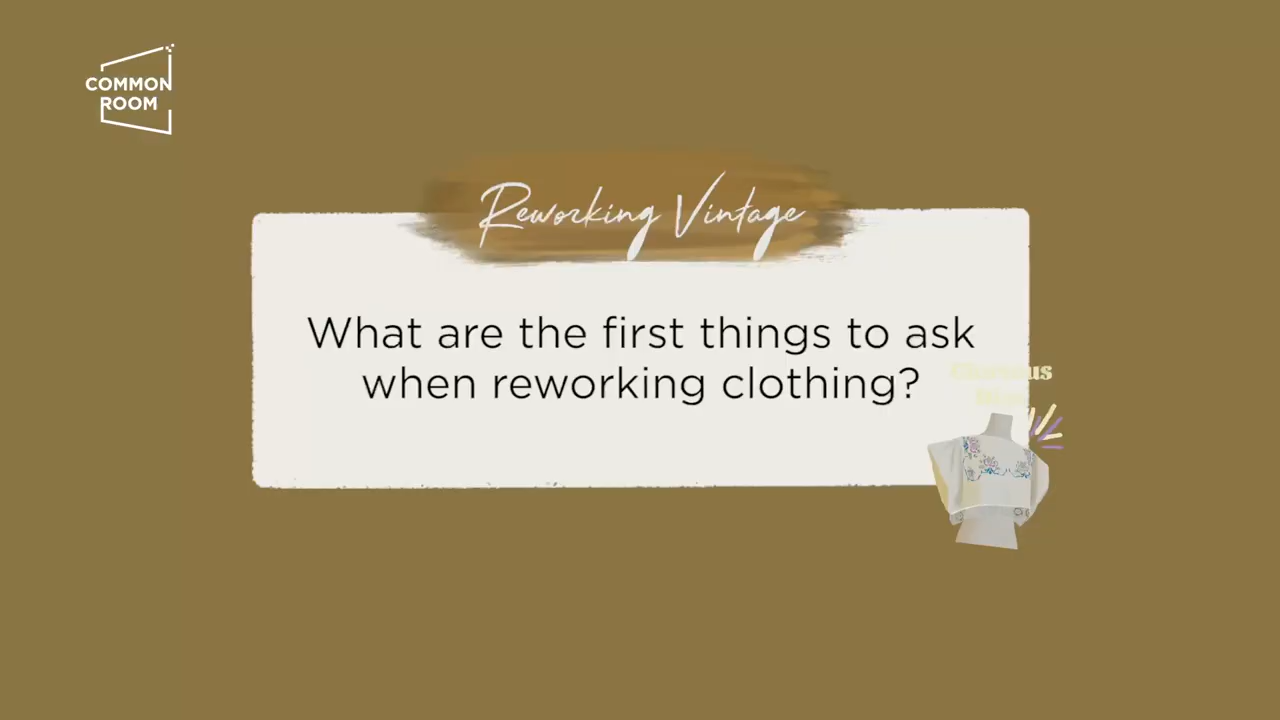 COMMON
ROOM
Reworking Vintage
What are the first things to ask
when reworking clothing?